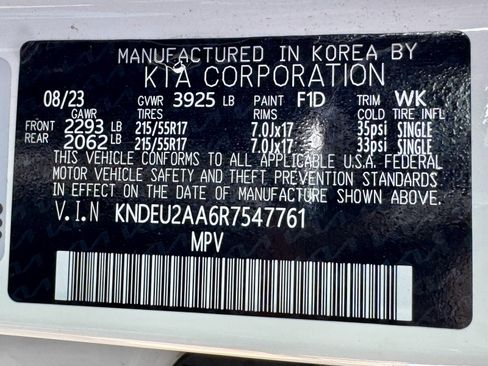 MANUFACTURED IN KOREA BY
KIA CORPORATION
08/23 GVWR 3925 LB PAINT F1D TRIM WK
GAWR TIRES RIMS COLD TIRE INFL
FRONT 2293 LB 215/55R17 7.0Jx17 35psi SINGLE
REAR 2062 LB 215/55R17 7.0Jx17 33psi SINGLE
THIS VEHICLE CONFORMS TO ALL APPLICABLE U.S.A. FEDERAL
MOTOR VEHICLE SAFETY AND THEFT PREVENTION STANDARDS
IN EFFECT ON THE DATE OF MANUFACTURE SHOWN ABOVE.
V.I.N KNDEU2AA6R7547761
MPV